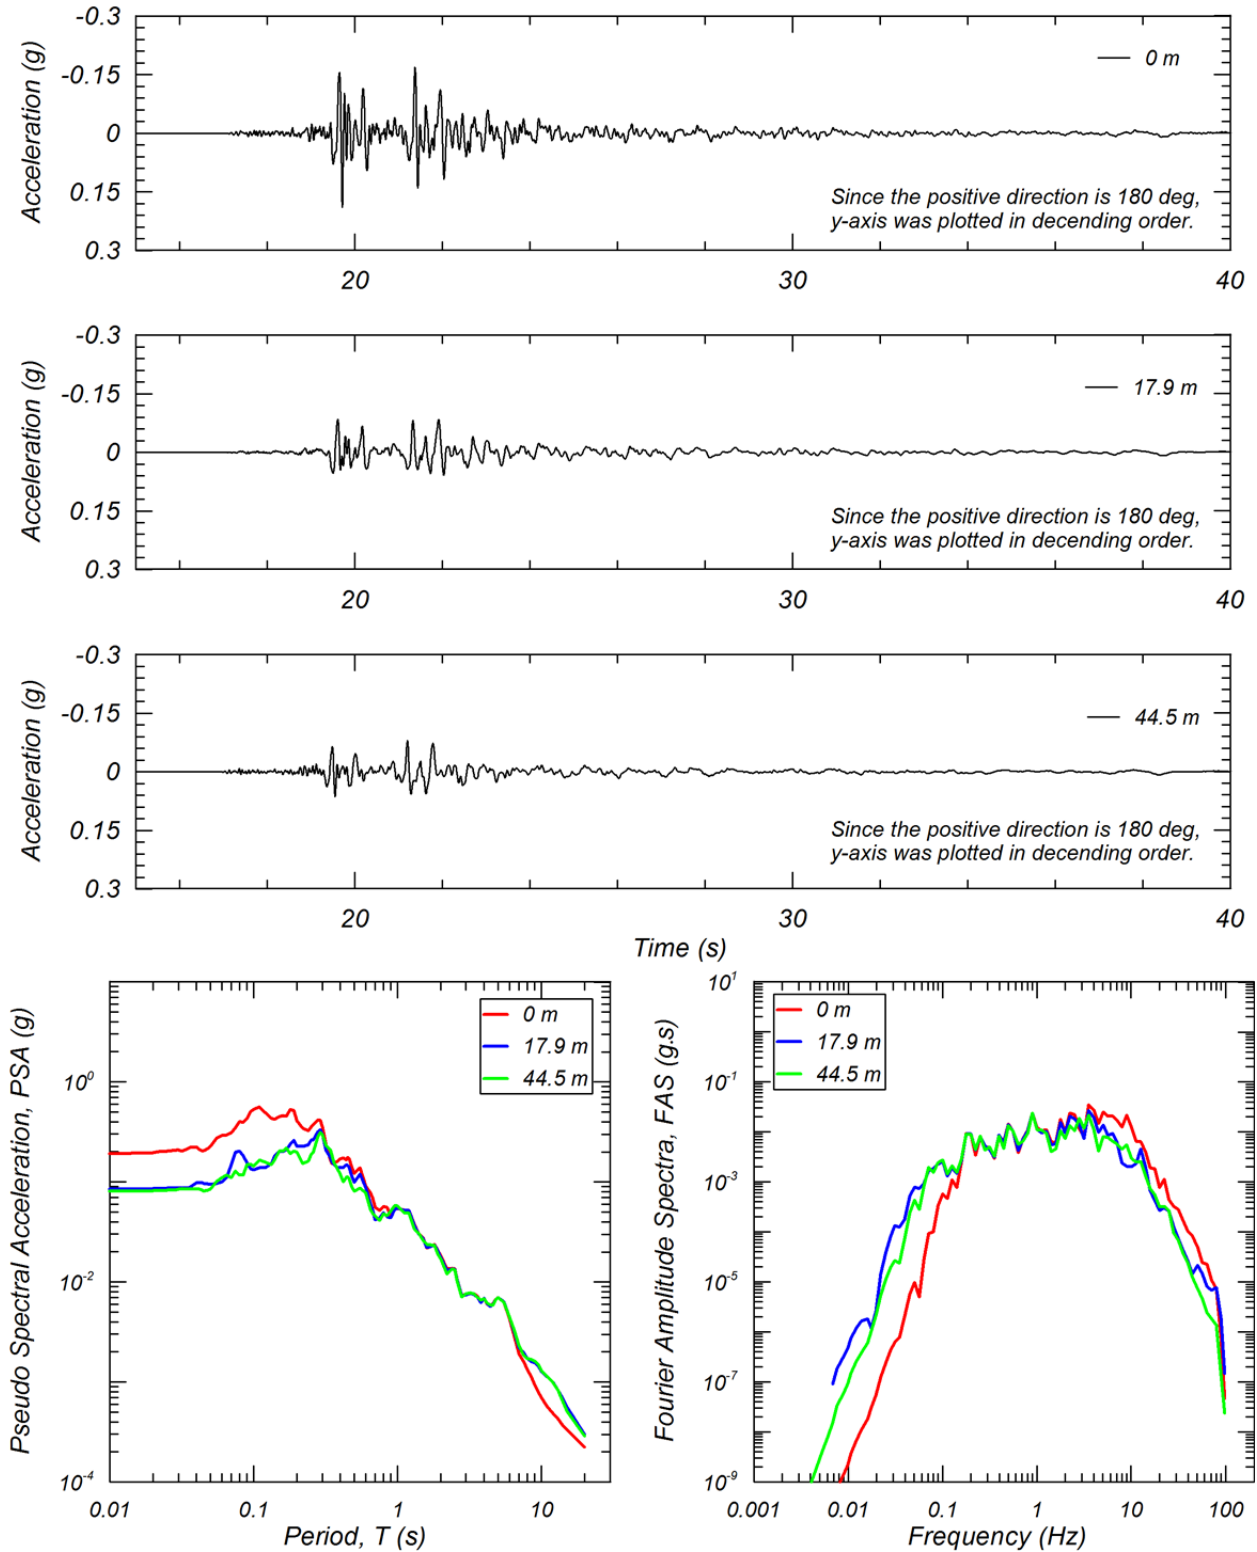 -0.3
-0.15
0
0.15
0.3
Acceleration (g)
0 m
Since the positive direction is 180 deg,
y-axis was plotted in decending order.
20 30 40
-0.3
-0.15
0
0.15
0.3
Acceleration (g)
17.9 m
Since the positive direction is 180 deg,
y-axis was plotted in decending order.
20 30 40
-0.3
-0.15
0
0.15
0.3
Acceleration (g)
44.5 m
Since the positive direction is 180 deg,
y-axis was plotted in decending order.
20 30 40
Time (s)
Pseudo Spectral Acceleration, PSA (g)
10^0
10^-2
10^-4
0 m
17.9 m
44.5 m
0.01 0.1 1 10
Period, T (s)
Fourier Amplitude Spectra, FAS (g.s)
10^1
10^-1
10^-3
10^-5
10^-7
10^-9
0 m
17.9 m
44.5 m
0.001 0.01 0.1 1 10 100
Frequency (Hz)